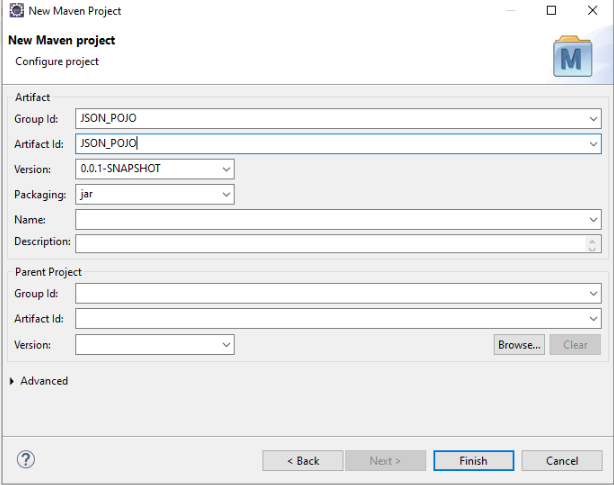 New Maven Project
New Maven project
Configure project
M
Artifact
Group Id: JSON_POJO
Artifact Id: JSON_POJO
Version: 0.0.1-SNAPSHOT
Packaging: jar
Name:
Description:
Parent Project
Group Id:
Artifact Id:
Version: Browse... Clear
Advanced
? < Back Next > Finish Cancel